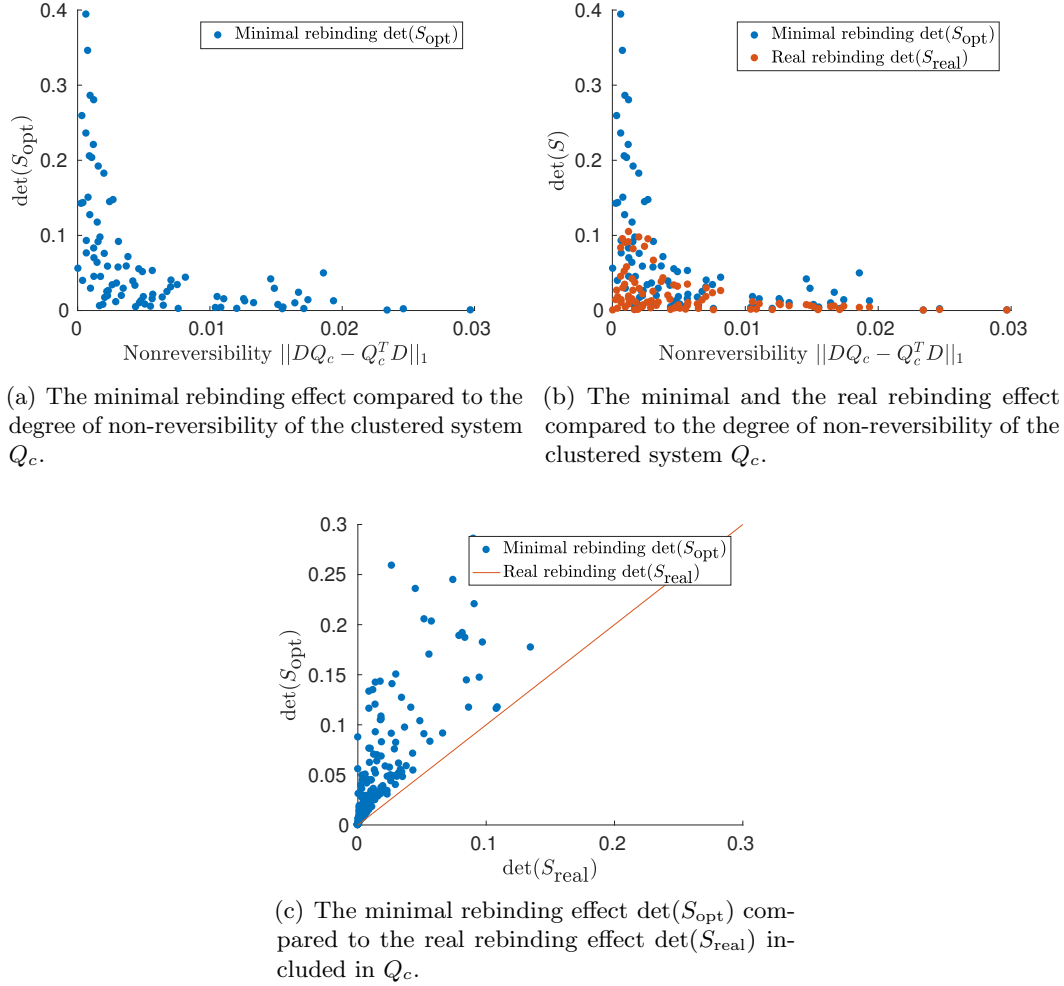 0.4
0.3
0.2
0.1
0
0
0.01
0.02
0.03
det(S_opt)
Nonreversibility ||DQ_c − Q_c^T D||_1
Minimal rebinding det(S_opt)
(a) The minimal rebinding effect compared to the
degree of non-reversibility of the clustered system
Q_c.
0.4
0.3
0.2
0.1
0
0
0.01
0.02
0.03
det(S)
Nonreversibility ||DQ_c − Q_c^T D||_1
Minimal rebinding det(S_opt)
Real rebinding det(S_real)
(b) The minimal and the real rebinding effect
compared to the degree of non-reversibility of the
clustered system Q_c.
0.3
0.25
0.2
0.15
0.1
0.05
0
0
0.1
0.2
0.3
det(S_opt)
det(S_real)
Minimal rebinding det(S_opt)
Real rebinding det(S_real)
(c) The minimal rebinding effect det(S_opt) com-
pared to the real rebinding effect det(S_real) in-
cluded in Q_c.